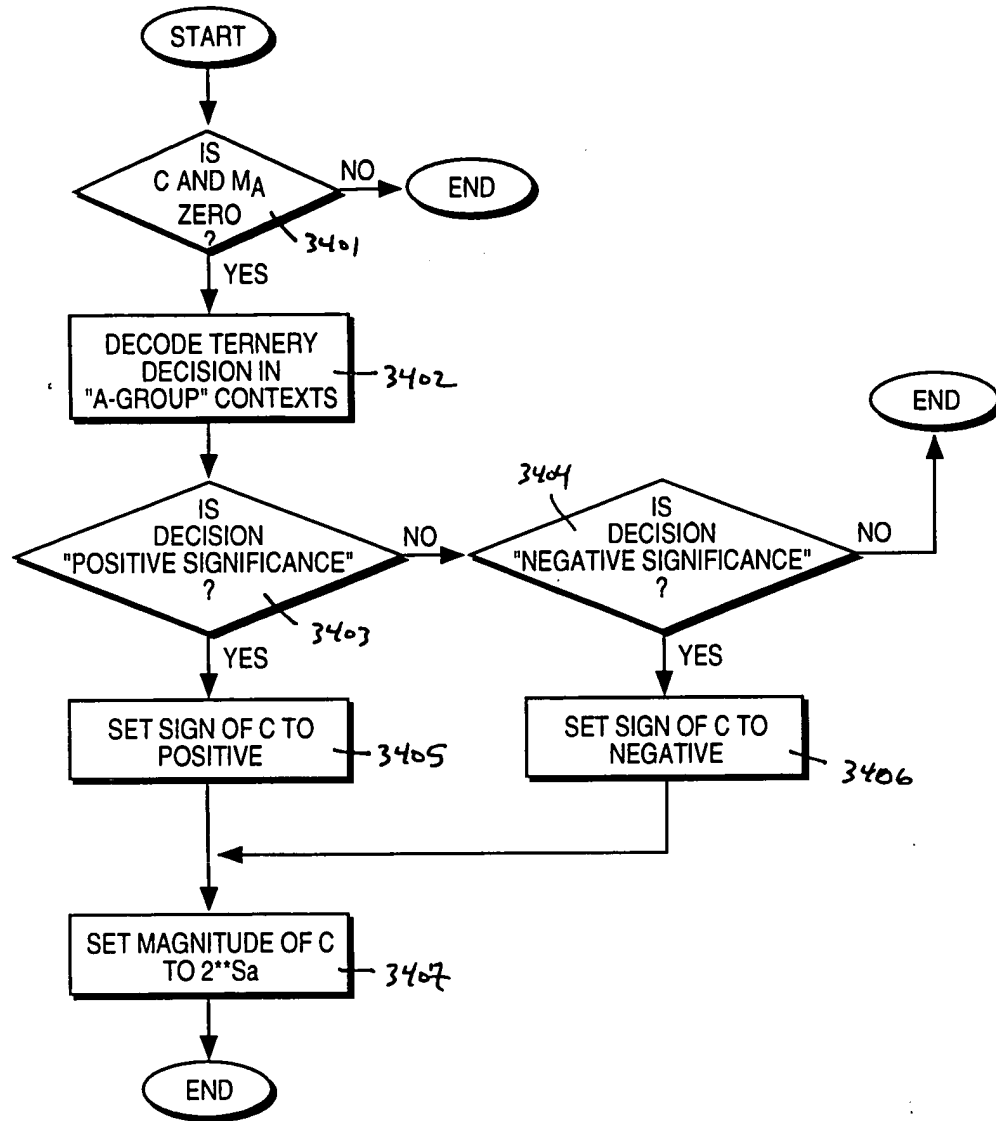 START
IS
C AND MA
ZERO
?
NO
END
3401
YES
DECODE TERNERY
DECISION IN
"A-GROUP" CONTEXTS
3402
END
IS
DECISION
"POSITIVE SIGNIFICANCE"
?
NO
3403
3404
IS
DECISION
"NEGATIVE SIGNIFICANCE"
?
NO
YES
YES
SET SIGN OF C TO
POSITIVE
3405
SET SIGN OF C TO
NEGATIVE
3406
SET MAGNITUDE OF C
TO 2**Sa
3407
END